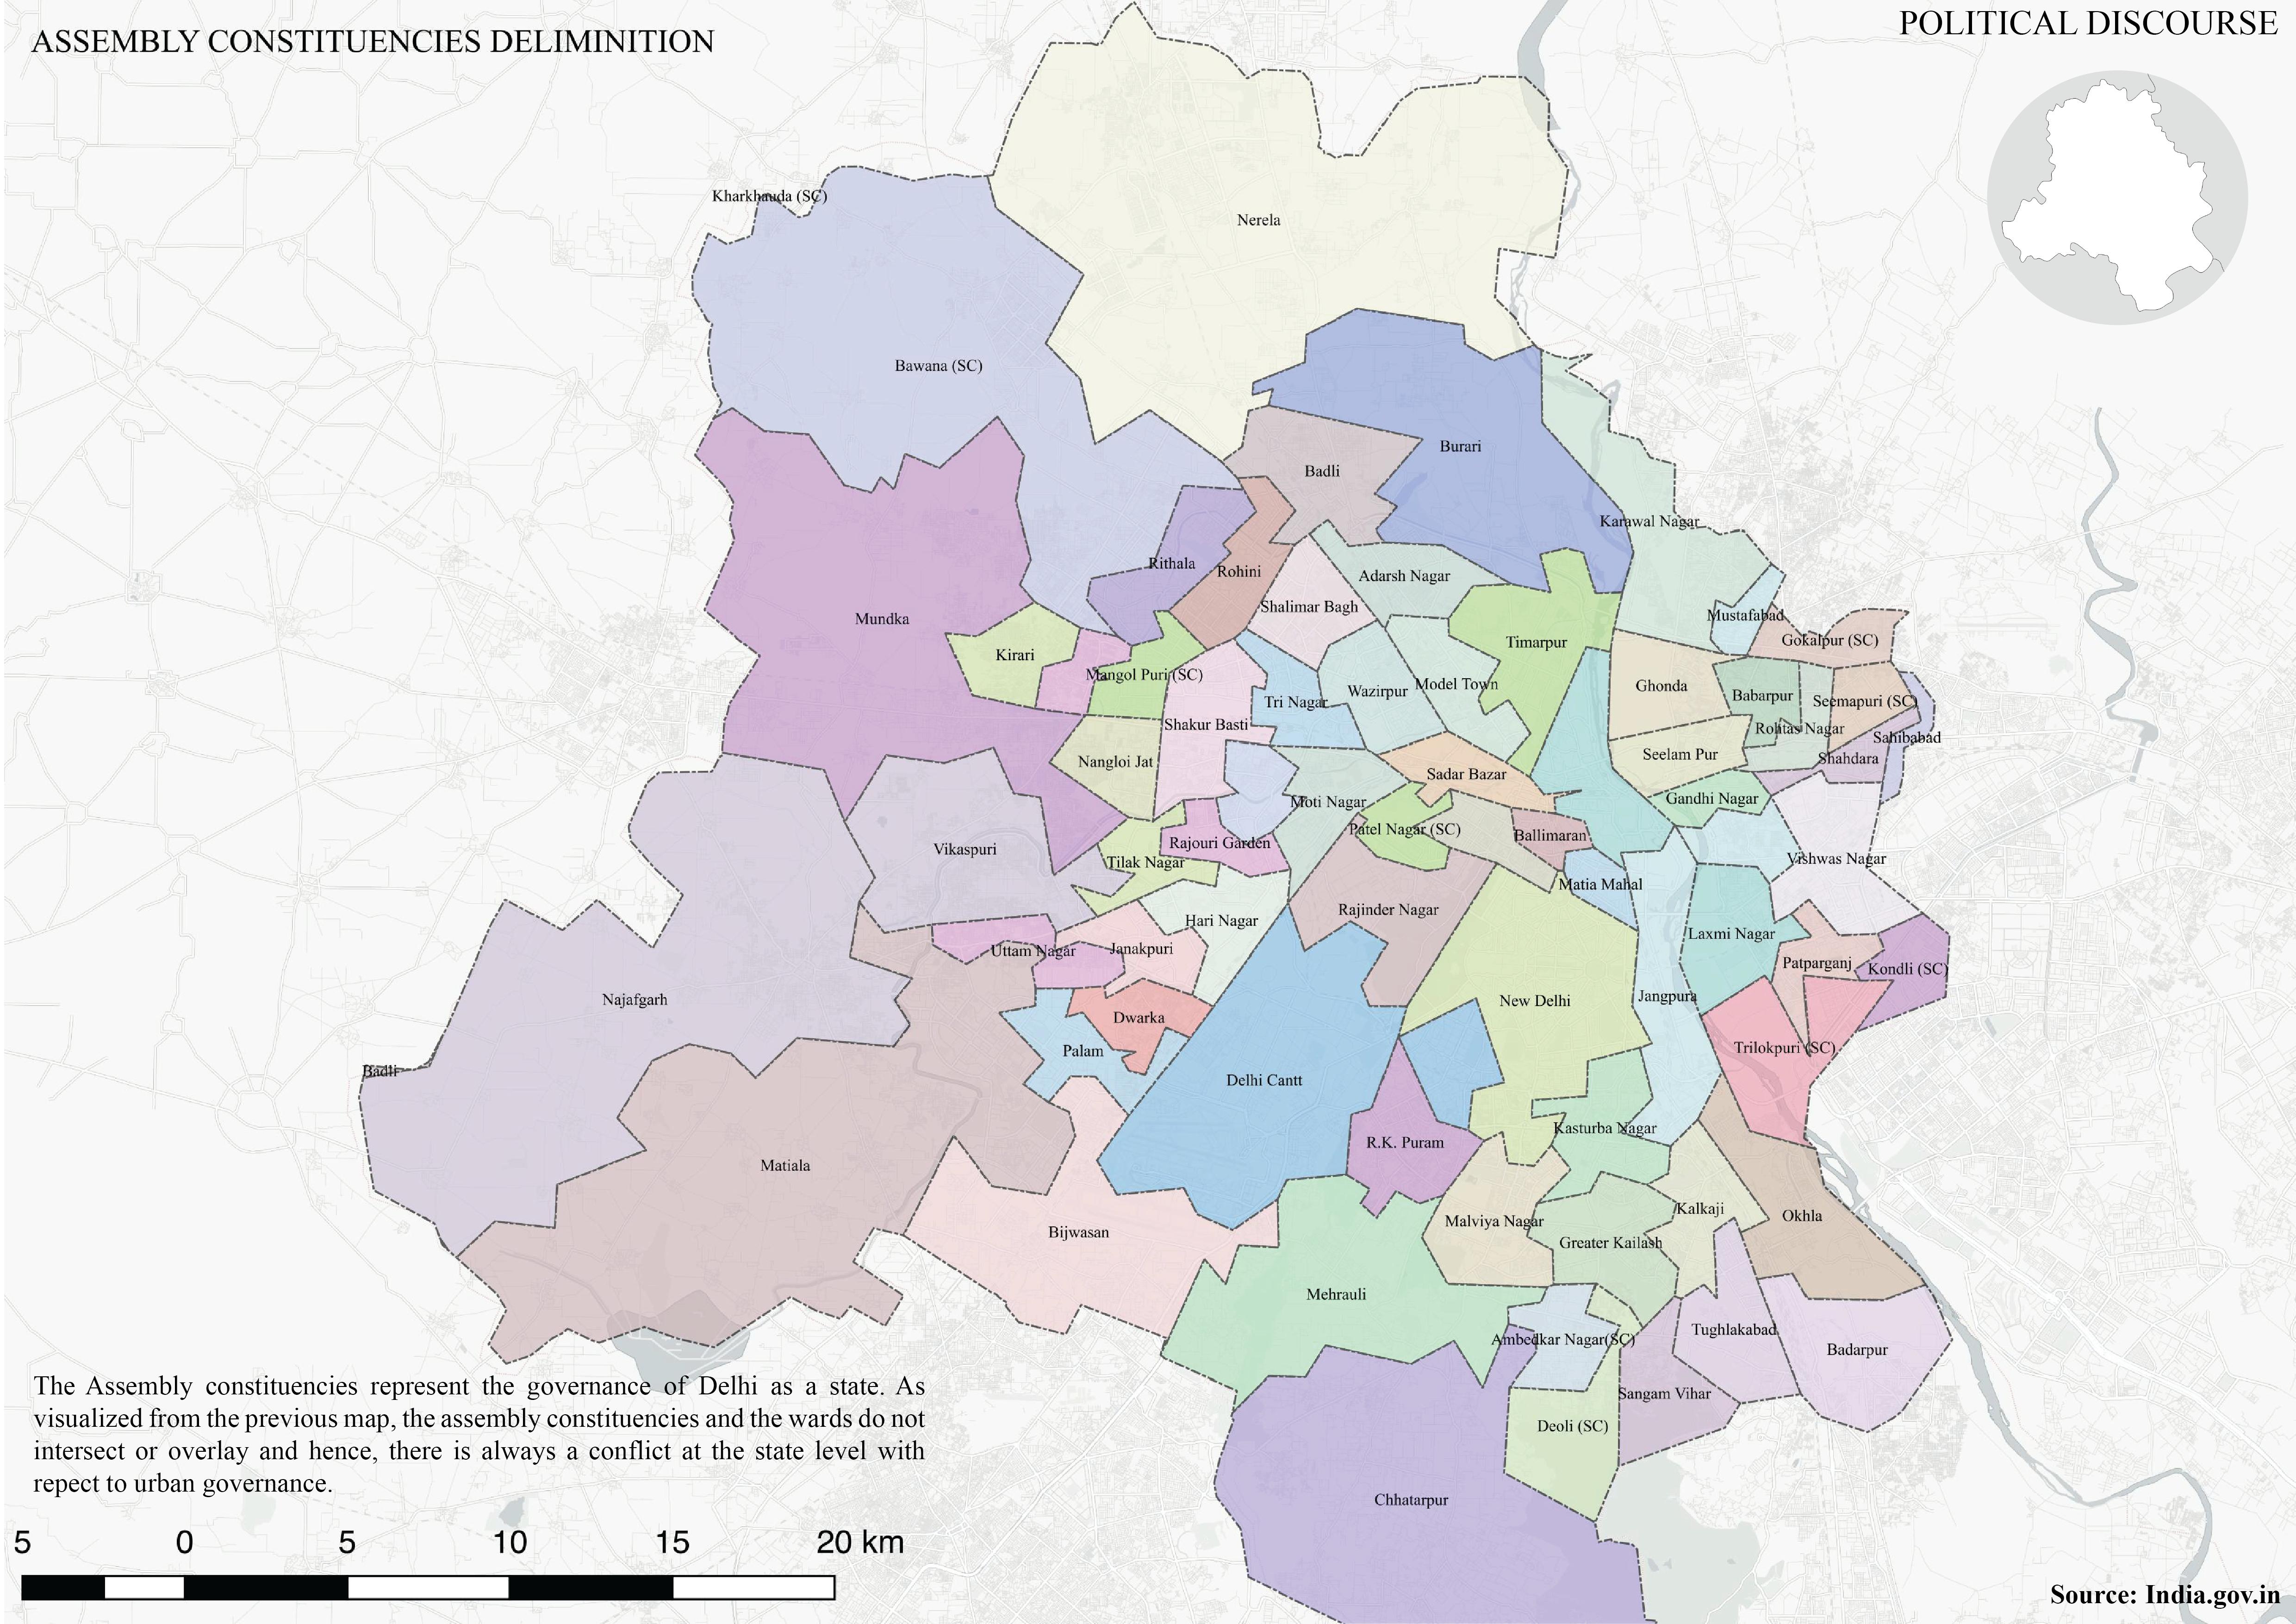 ASSEMBLY CONSTITUENCIES DELIMINITION
POLITICAL DISCOURSE
Kharkhauda (SC)
Nerela
Bawana (SC)
Burari
Badli
Karawal Nagar
Rithala
Rohini
Adarsh Nagar
Shalimar Bagh
Mustafabad
Mundka
Timarpur
Gokalpur (SC)
Kirari
Mangol Puri (SC)
Ghonda
Wazirpur
Model Town
Babarpur
Tri Nagar
Seemapuri (SC)
Shakur Basti
Rohtas Nagar
Sahibabad
Seelam Pur
Shahdara
Nangloi Jat
Sadar Bazar
Gandhi Nagar
Moti Nagar
Patel Nagar (SC)
Ballimaran
Rajouri Garden
Vikaspuri
Tilak Nagar
Vishwas Nagar
Matia Mahal
Rajinder Nagar
Hari Nagar
Laxmi Nagar
Uttam Nagar
Janakpuri
Patparganj
Kondli (SC)
Najafgarh
Jangpura
New Delhi
Dwarka
Trilokpuri (SC)
Palam
Badli
Delhi Cantt
Kasturba Nagar
R.K. Puram
Matiala
Kalkaji
Okhla
Malviya Nagar
Bijwasan
Greater Kailash
Mehrauli
Tughlakabad
Ambedkar Nagar(SC)
Badarpur
Sangam Vihar
Deoli (SC)
Chhatarpur
The Assembly constituencies represent the governance of Delhi as a state. As
visualized from the previous map, the assembly constituencies and the wards do not
intersect or overlay and hence, there is always a conflict at the state level with
repect to urban governance.
5 0 5 10 15 20 km
Source: India.gov.in